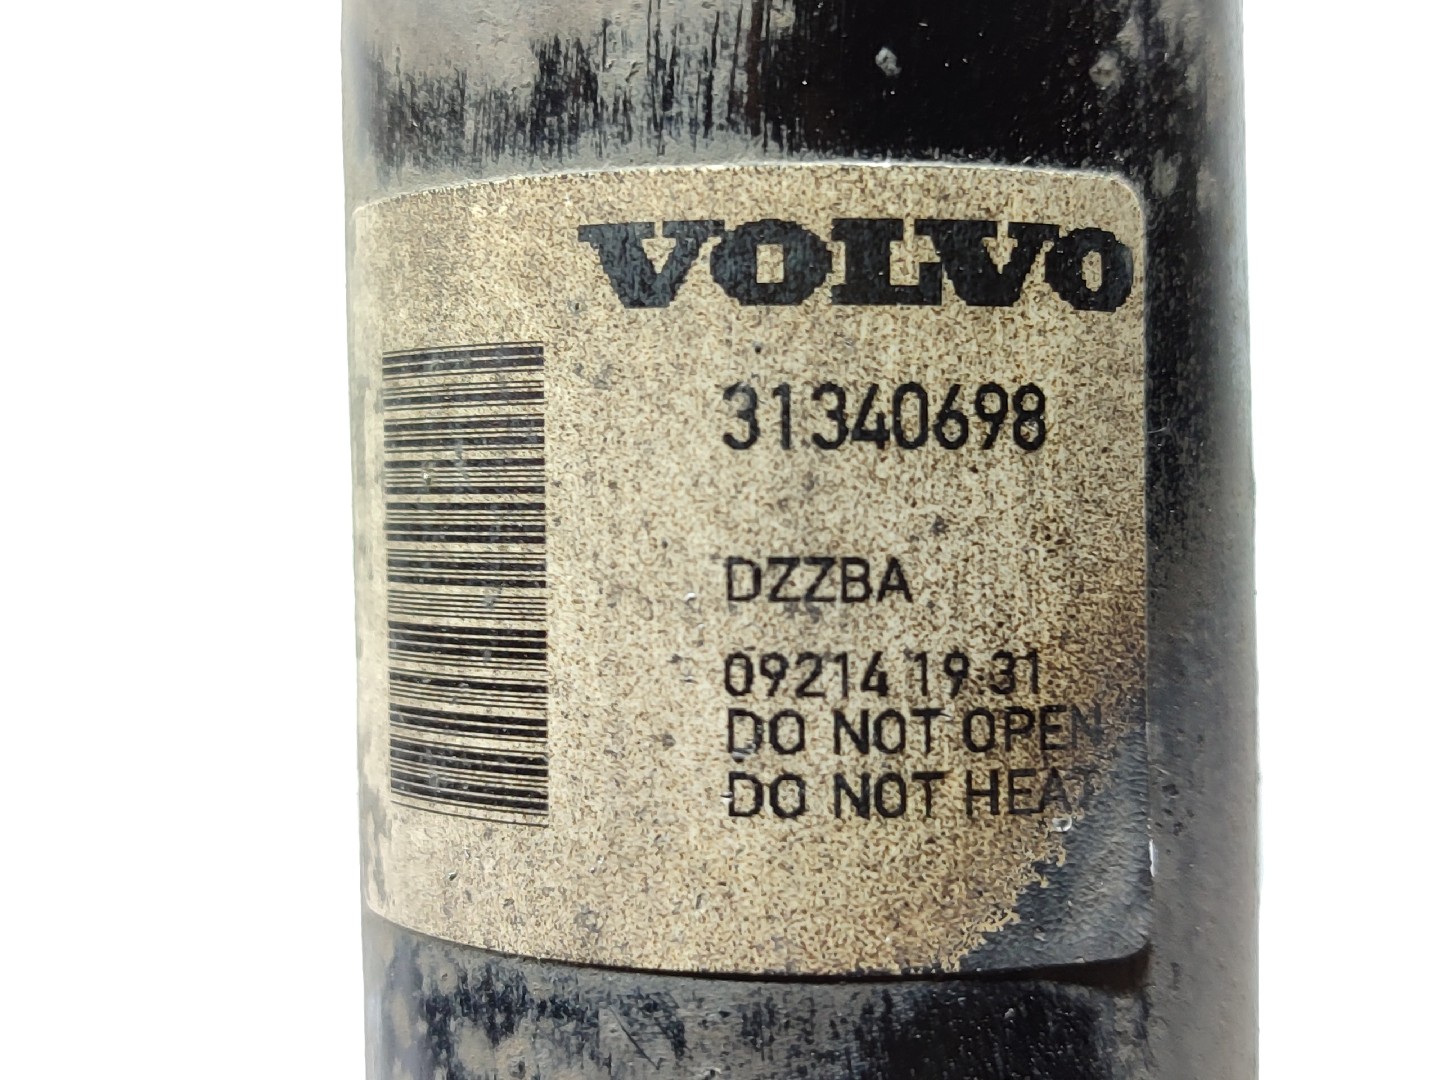 VOLVO
31340698
DZZBA
09214 19:31
DO NOT OPEN
DO NOT HEAT